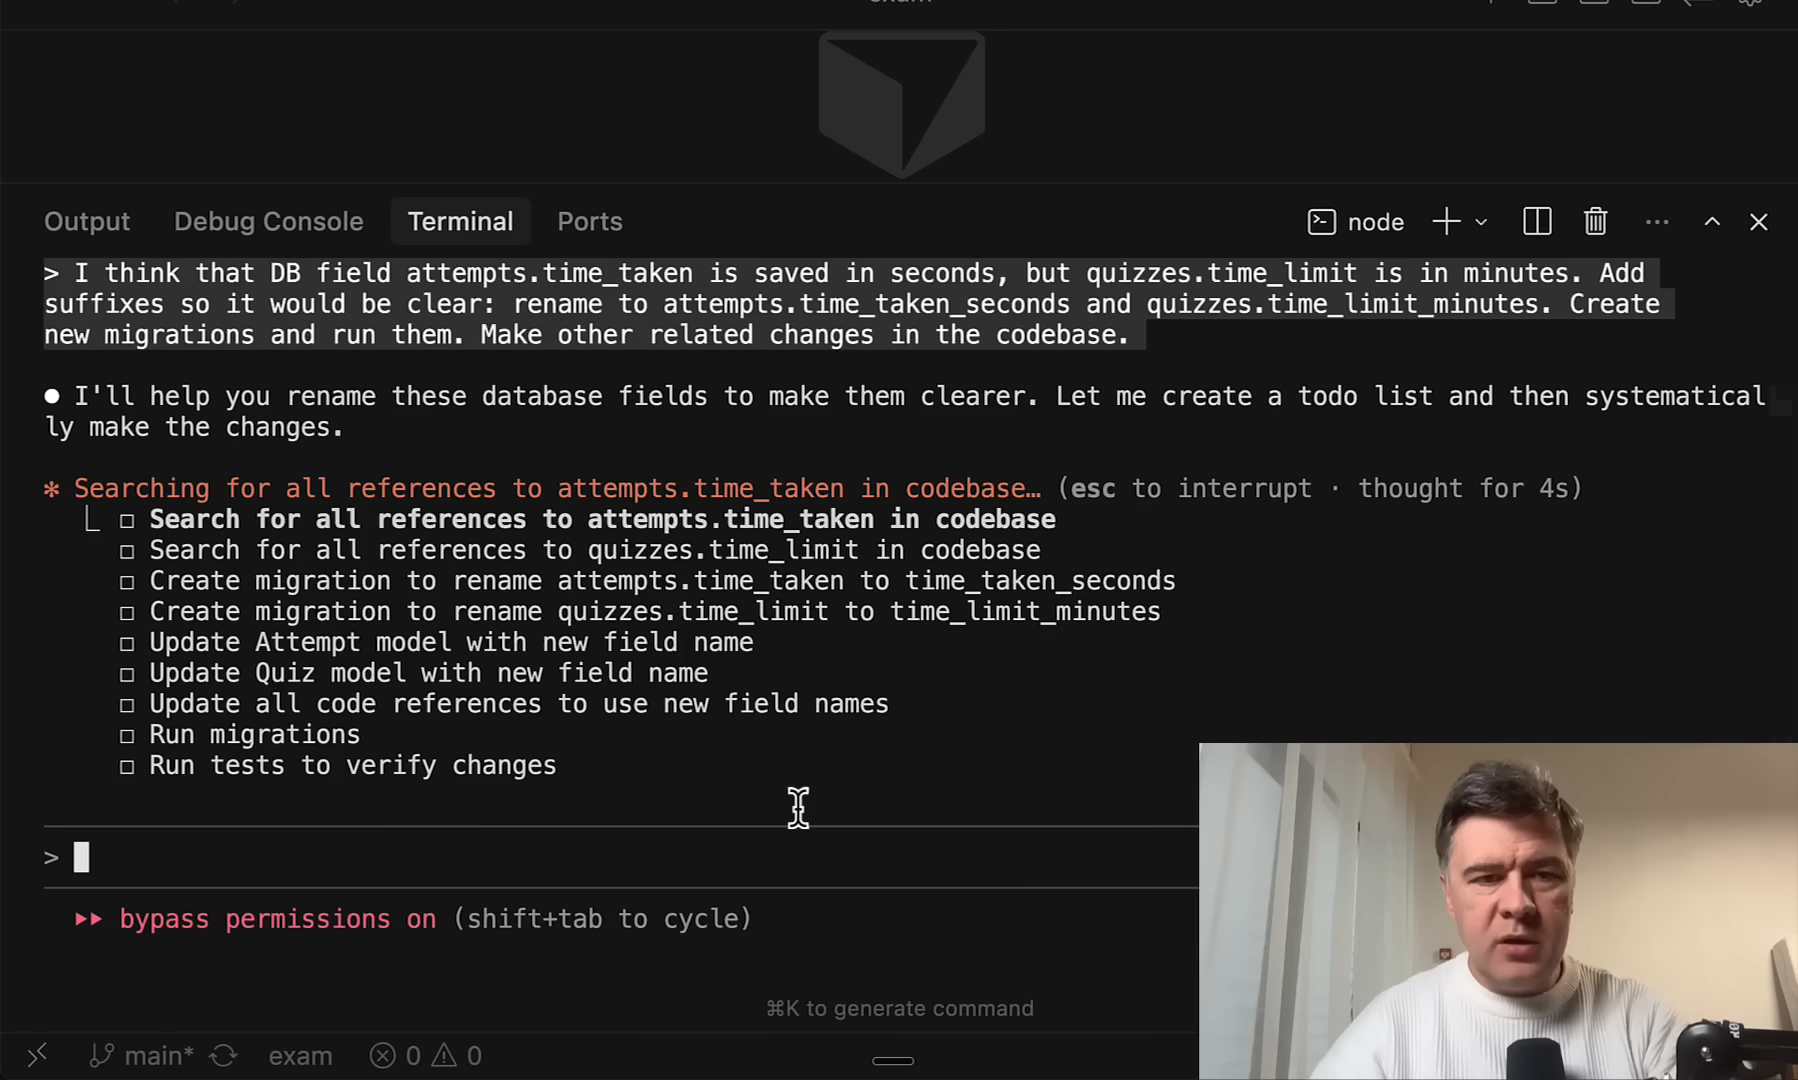 Output Debug Console Terminal Ports node
> I think that DB field attempts.time_taken is saved in seconds, but quizzes.time_limit is in minutes. Add
suffixes so it would be clear: rename to attempts.time_taken_seconds and quizzes.time_limit_minutes. Create
new migrations and run them. Make other related changes in the codebase.
● I'll help you rename these database fields to make them clearer. Let me create a todo list and then systematical
ly make the changes.
* Searching for all references to attempts.time_taken in codebase… (esc to interrupt · thought for 4s)
⎿ ☐ Search for all references to attempts.time_taken in codebase
☐ Search for all references to quizzes.time_limit in codebase
☐ Create migration to rename attempts.time_taken to time_taken_seconds
☐ Create migration to rename quizzes.time_limit to time_limit_minutes
☐ Update Attempt model with new field name
☐ Update Quiz model with new field name
☐ Update all code references to use new field names
☐ Run migrations
☐ Run tests to verify changes
>
▸▸ bypass permissions on (shift+tab to cycle)
⌘K to generate command
main* exam 0 0